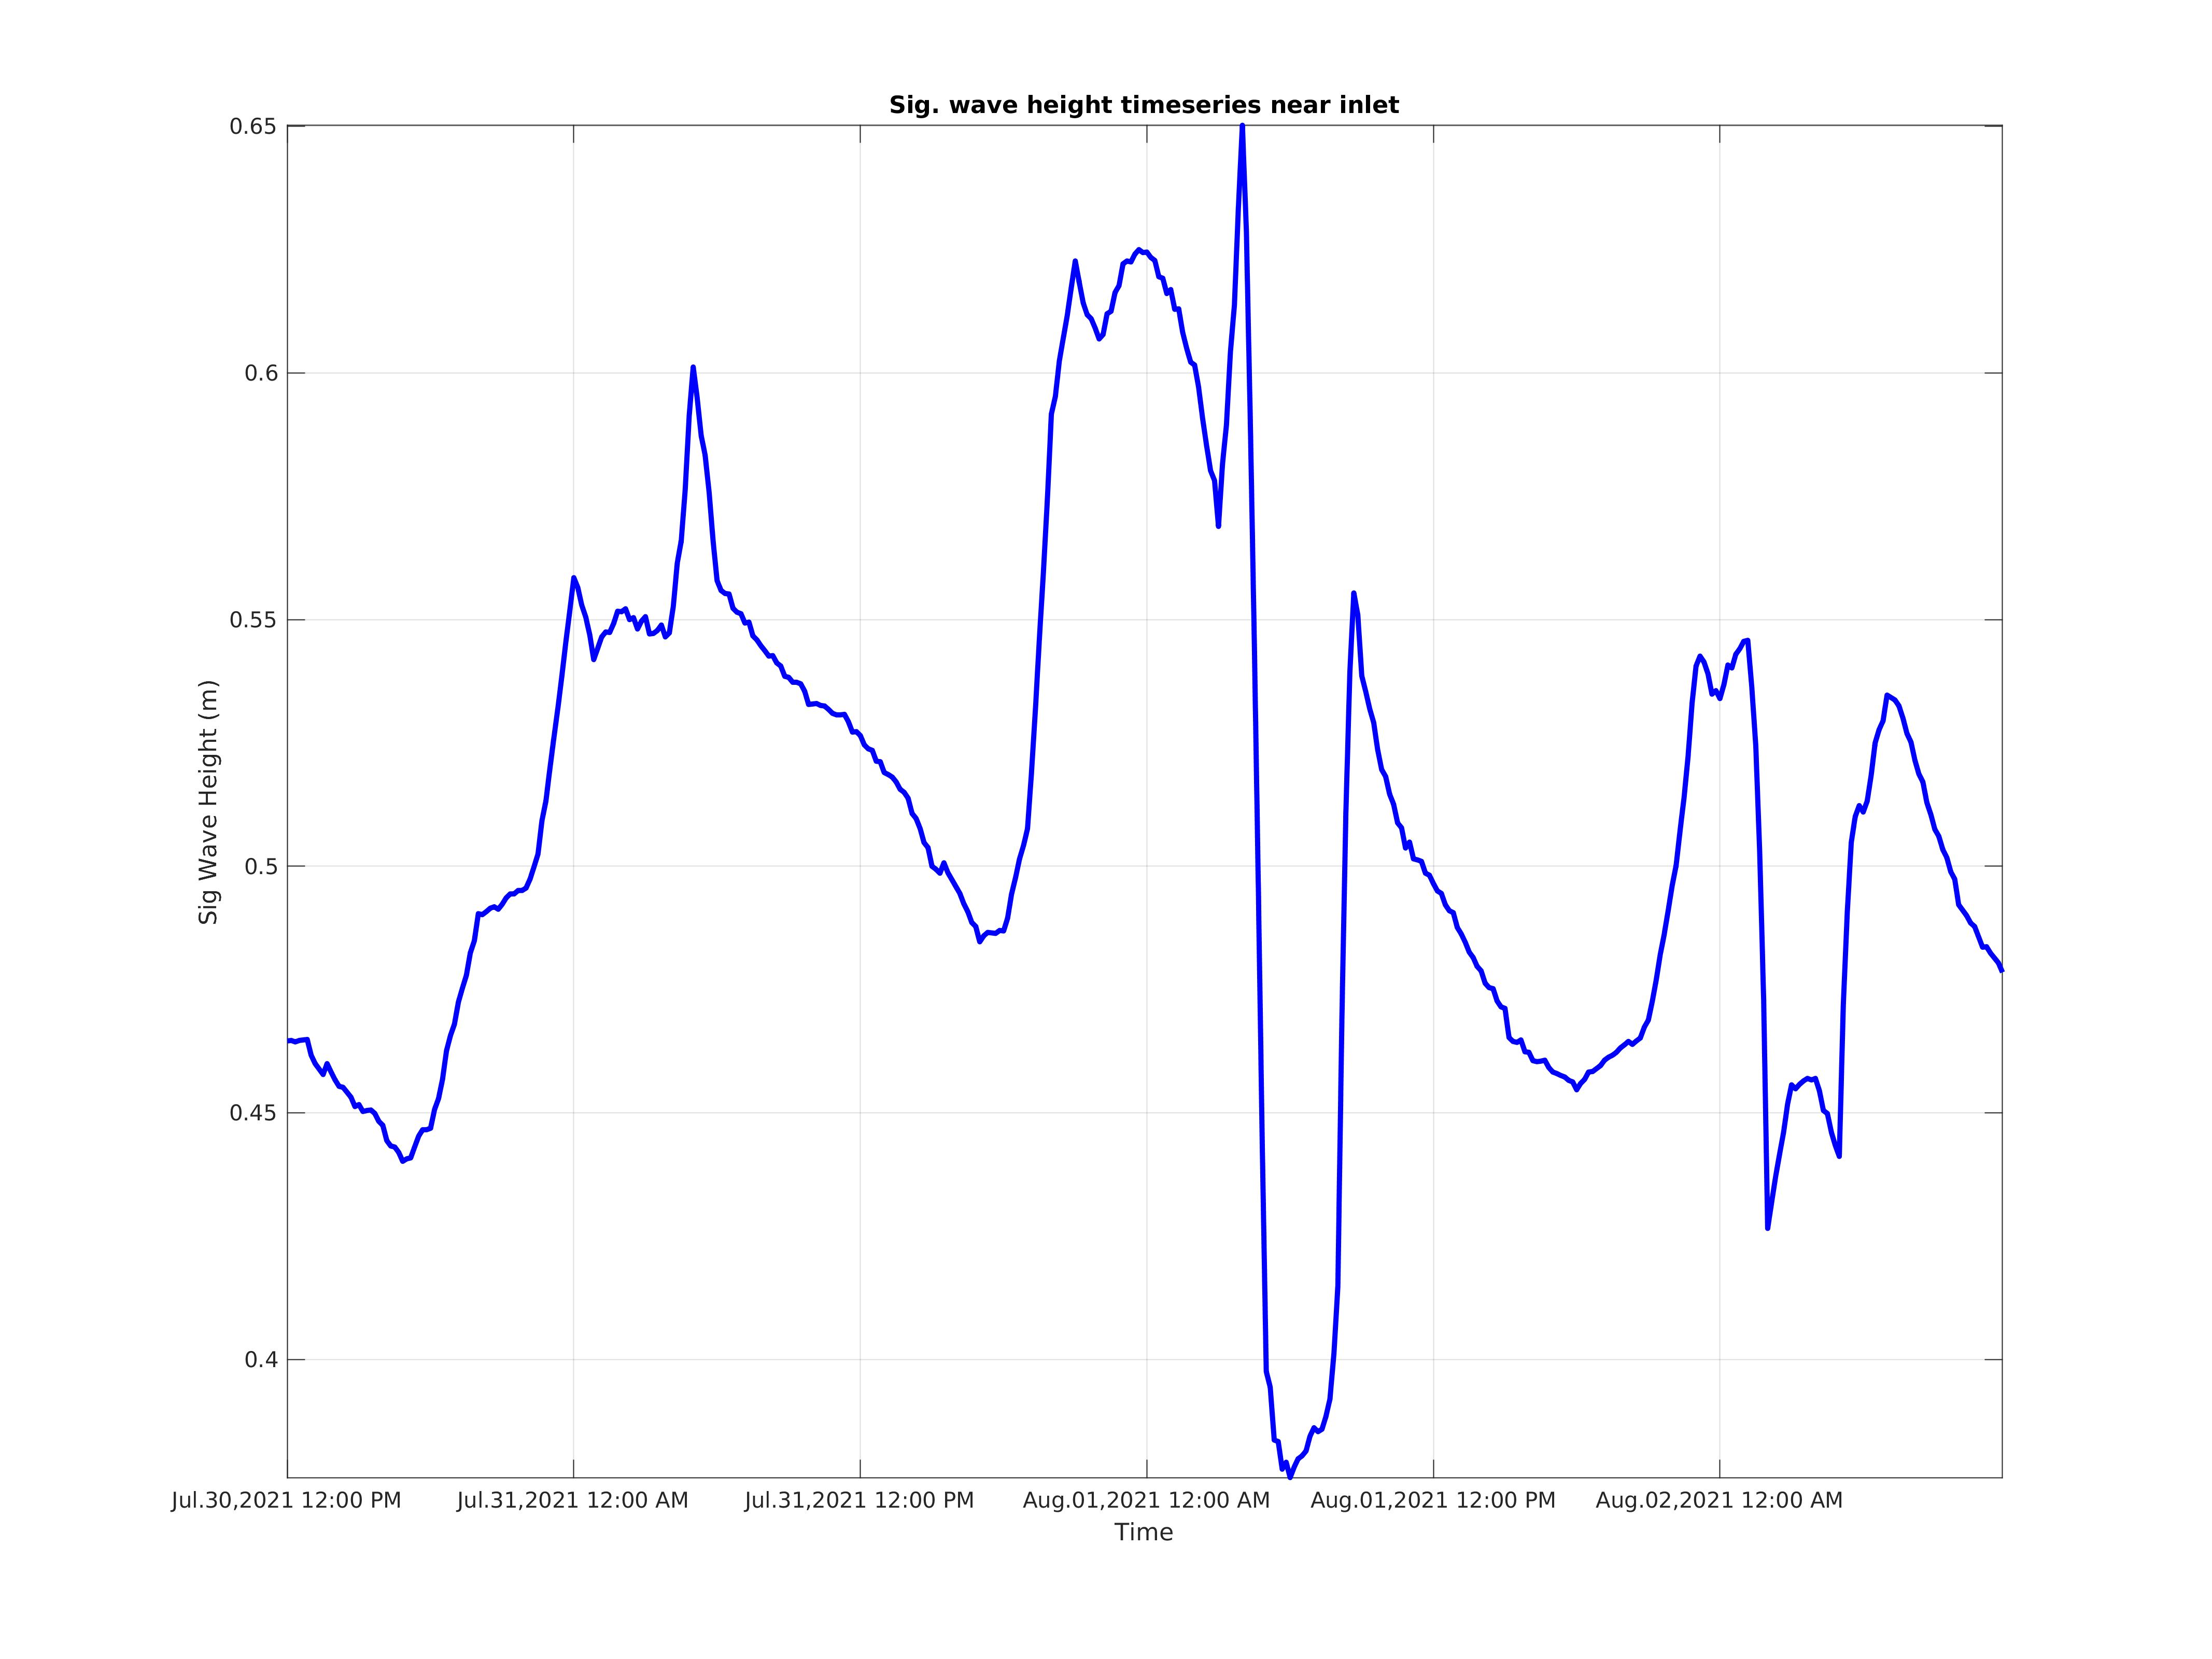 Sig. wave height timeseries near inlet
0.65
0.6
0.55
0.5
0.45
0.4
Sig Wave Height (m)
Jul.30,2021 12:00 PM
Jul.31,2021 12:00 AM
Jul.31,2021 12:00 PM
Aug.01,2021 12:00 AM
Aug.01,2021 12:00 PM
Aug.02,2021 12:00 AM
Time